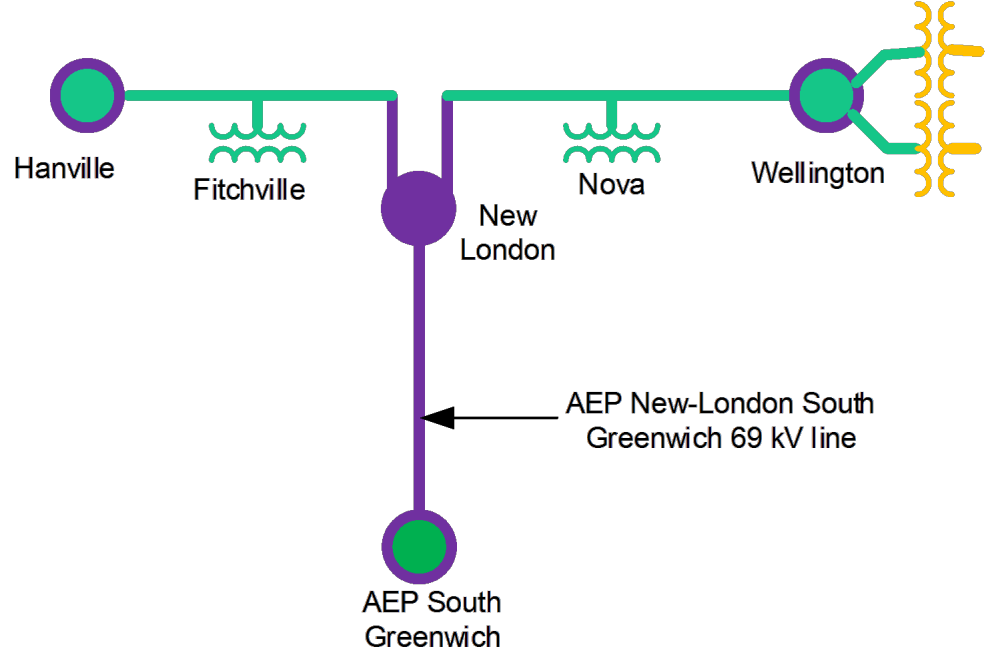 Hanville
Fitchville
New
London
Nova
Wellington
AEP New-London South
Greenwich 69 kV line
AEP South
Greenwich